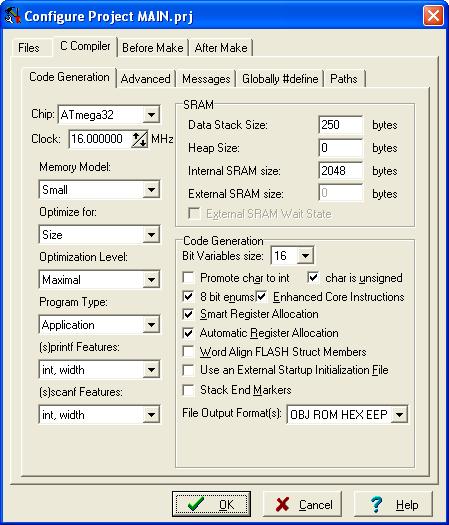 Configure Project MAIN.prj
Files C Compiler Before Make After Make
Code Generation Advanced Messages Globally #define Paths
Chip: ATmega32
Clock: 16.000000 MHz
Memory Model:
Small
Optimize for:
Size
Optimization Level:
Maximal
Program Type:
Application
(s)printf Features:
int, width
(s)scanf Features:
int, width
SRAM
Data Stack Size: 250 bytes
Heap Size: 0 bytes
Internal SRAM size: 2048 bytes
External SRAM size: 0 bytes
External SRAM Wait State
Code Generation
Bit Variables size: 16
Promote char to int char is unsigned
8 bit enums Enhanced Core Instructions
Smart Register Allocation
Automatic Register Allocation
Word Align FLASH Struct Members
Use an External Startup Initialization File
Stack End Markers
File Output Format(s): OBJ ROM HEX EEP
OK Cancel Help